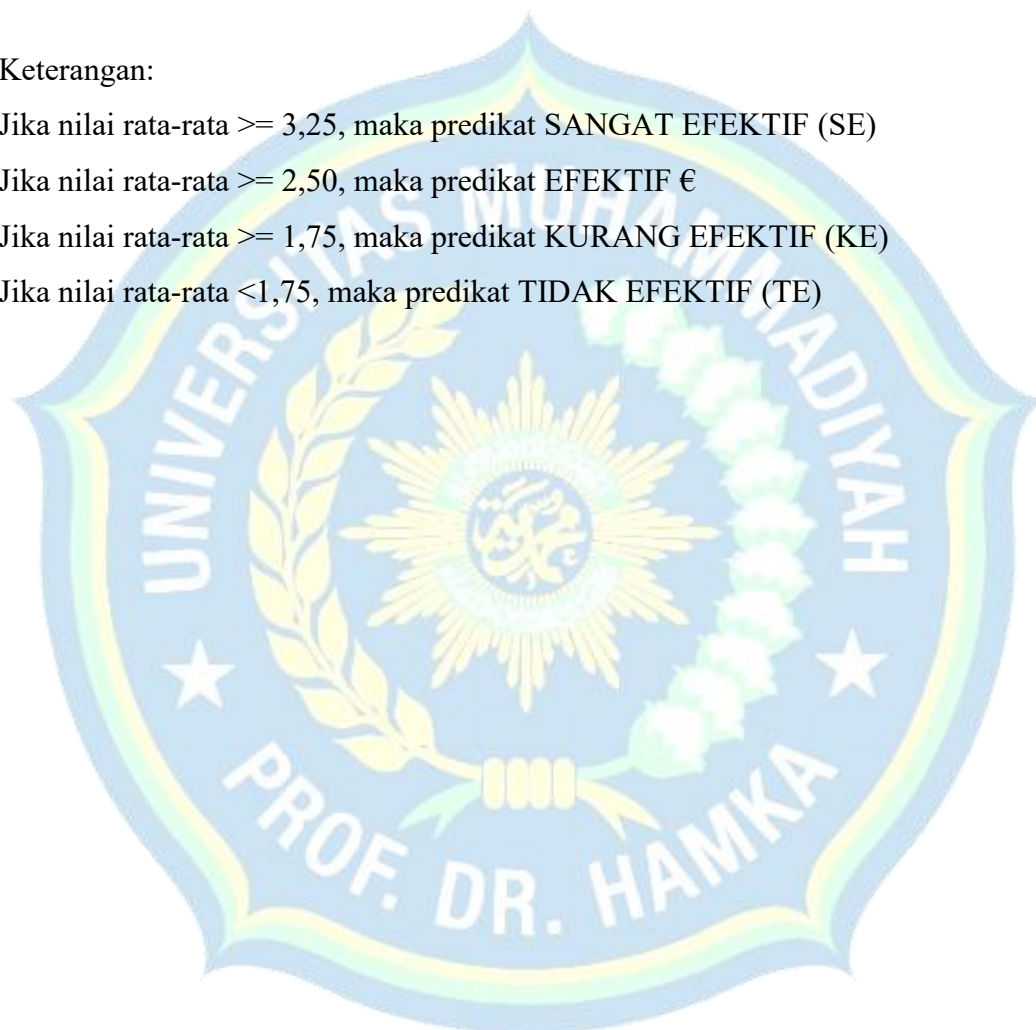 Keterangan:
Jika nilai rata-rata >= 3,25, maka predikat SANGAT EFEKTIF (SE)
Jika nilai rata-rata >= 2,50, maka predikat EFEKTIF €
Jika nilai rata-rata >= 1,75, maka predikat KURANG EFEKTIF (KE)
Jika nilai rata-rata <1,75, maka predikat TIDAK EFEKTIF (TE)
UNIVERSITAS MUHAMMADIYAH
PROF. DR. HAMKA